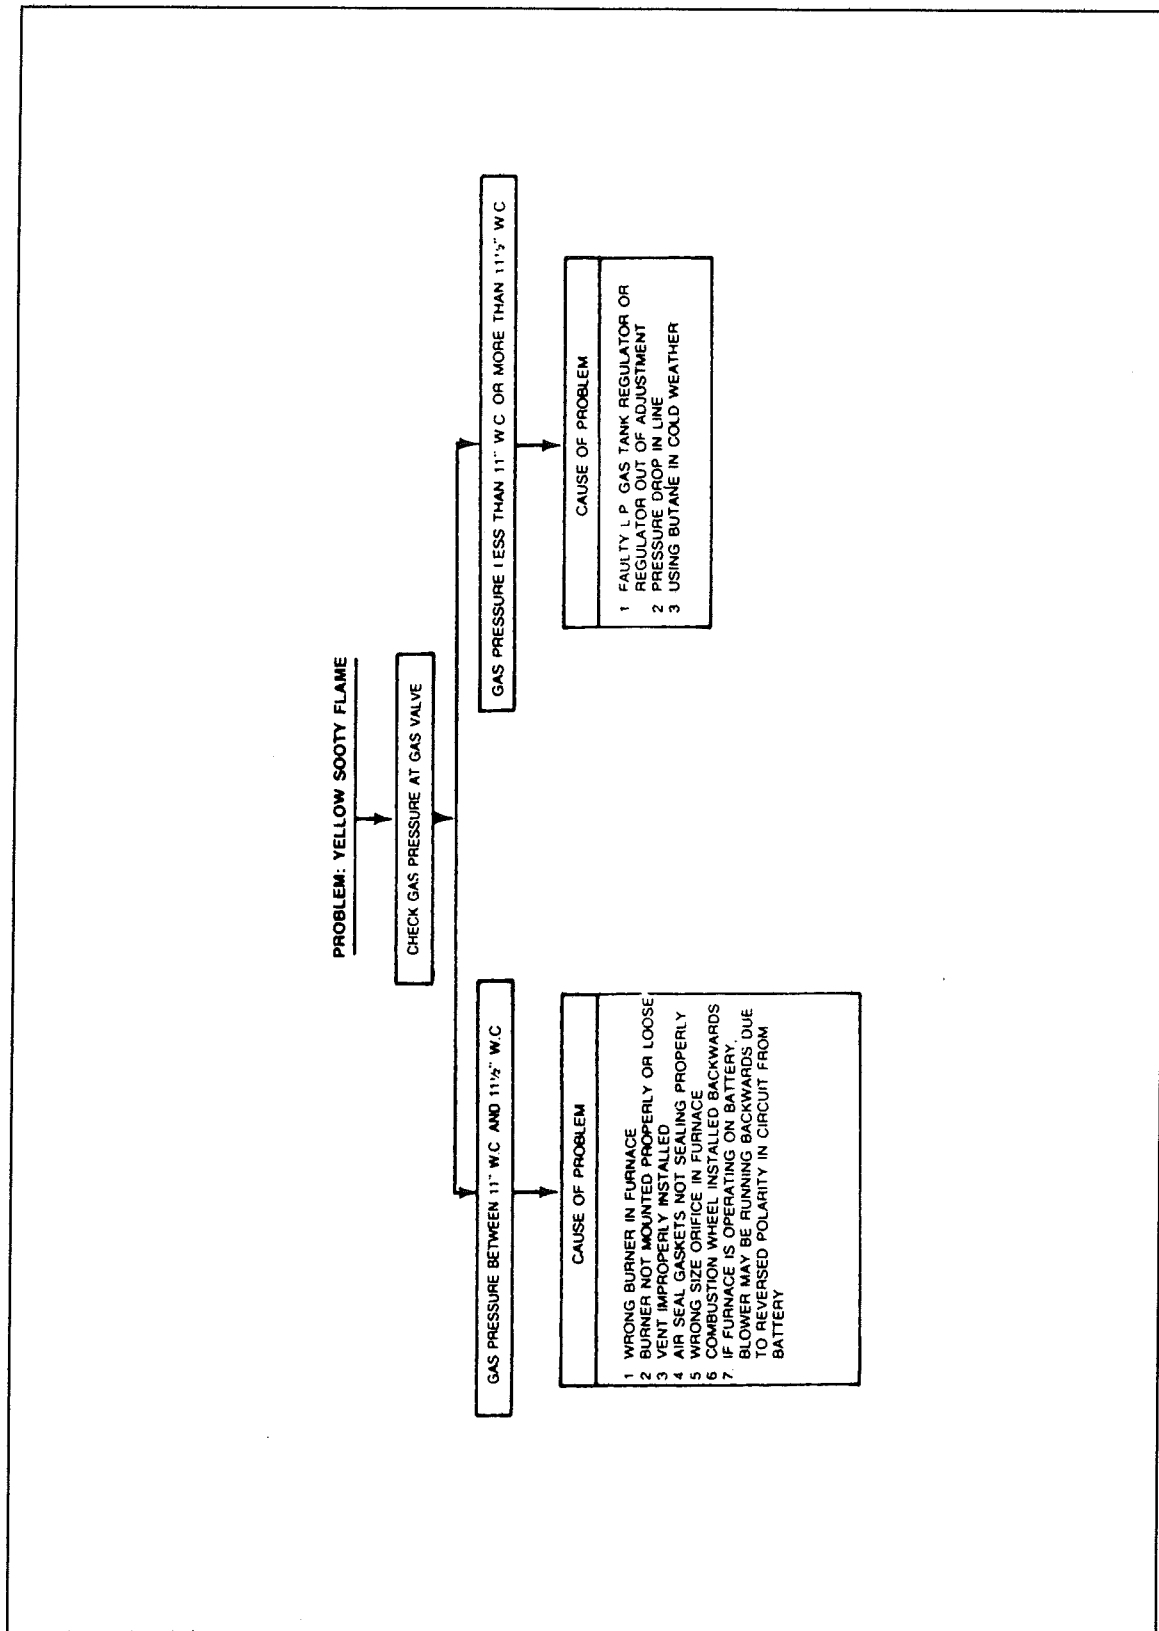 PROBLEM: YELLOW SOOTY FLAME
CHECK GAS PRESSURE AT GAS VALVE
GAS PRESSURE BETWEEN 11" W.C AND 11½" W.C
CAUSE OF PROBLEM
1 WRONG BURNER IN FURNACE
2 BURNER NOT MOUNTED PROPERLY OR LOOSE
3 VENT IMPROPERLY INSTALLED
4 AIR SEAL GASKETS NOT SEALING PROPERLY
5 WRONG SIZE ORIFICE IN FURNACE
6 COMBUSTION WHEEL INSTALLED BACKWARDS
7. IF FURNACE IS OPERATING ON BATTERY,
BLOWER MAY BE RUNNING BACKWARDS DUE
TO REVERSED POLARITY IN CIRCUIT FROM
BATTERY
GAS PRESSURE LESS THAN 11" W C OR MORE THAN 11½" W C
CAUSE OF PROBLEM
1 FAULTY L P GAS TANK REGULATOR OR
REGULATOR OUT OF ADJUSTMENT
2 PRESSURE DROP IN LINE
3 USING BUTANE IN COLD WEATHER